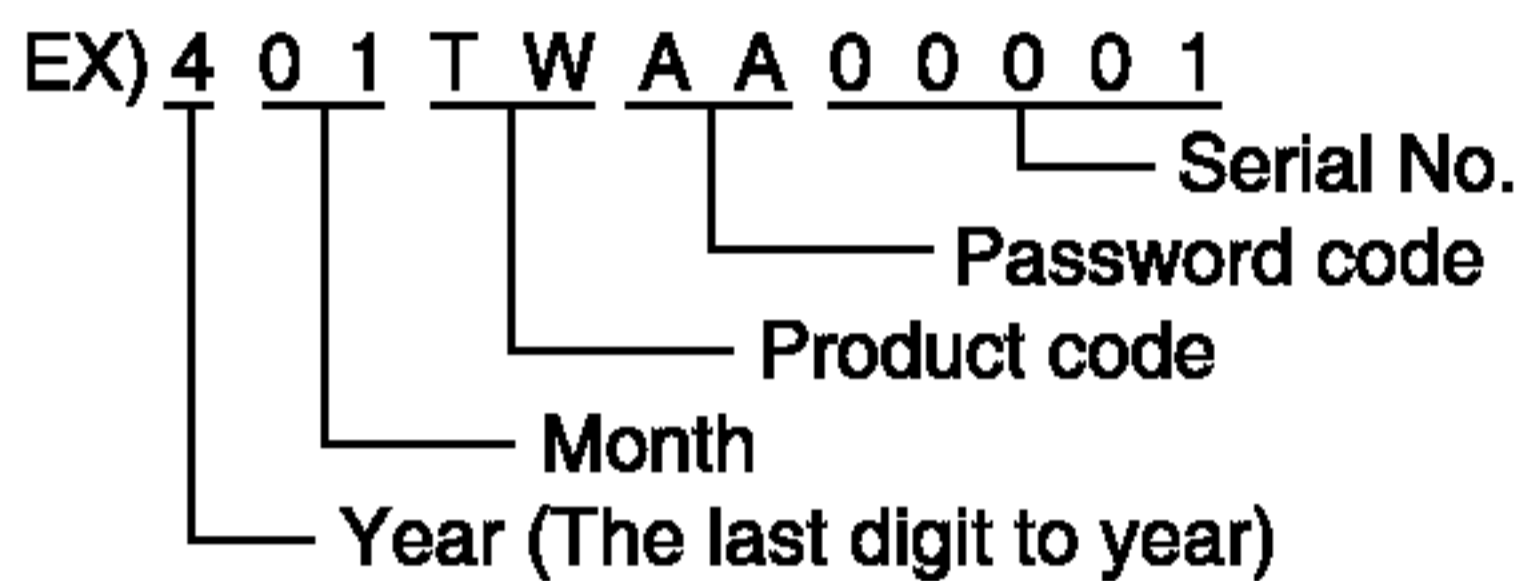 EX) 4 0 1 T W A A 0 0 0 0 1
Serial No.
Password code
Product code
Month
Year (The last digit to year)